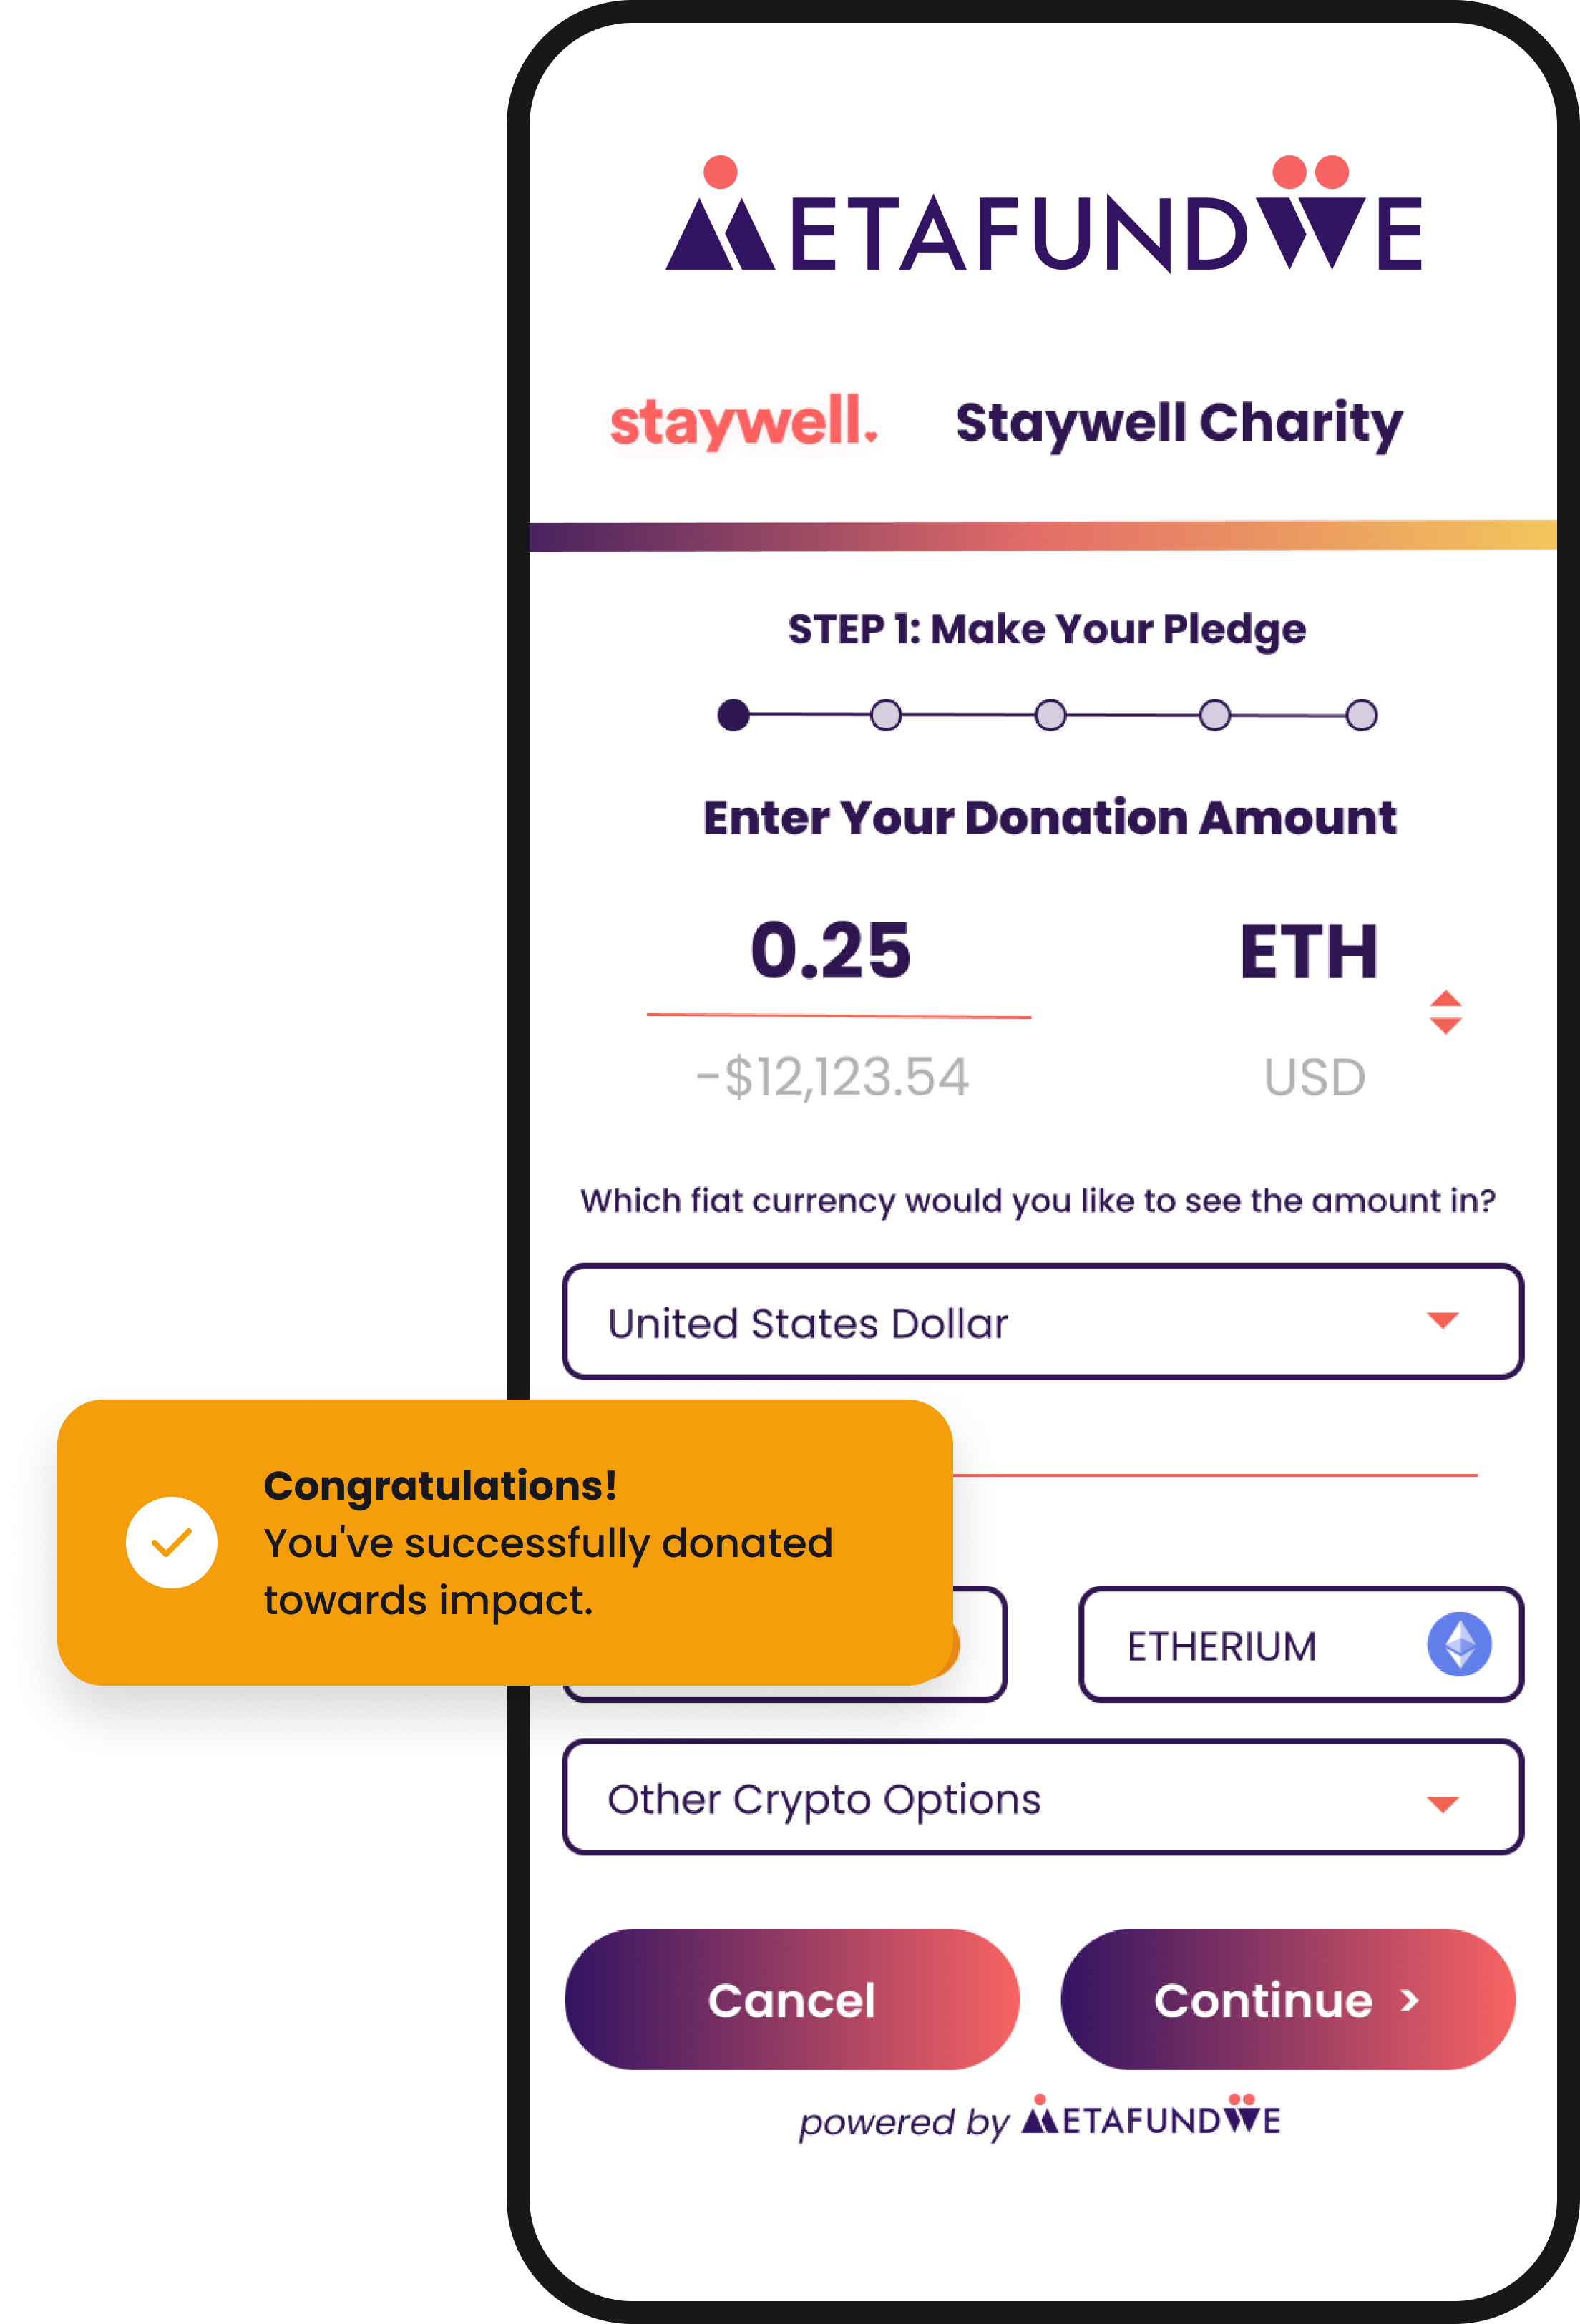 METAFUNDWE
staywell. Staywell Charity
STEP 1: Make Your Pledge
Enter Your Donation Amount
0.25 ETH
-$12,123.54 USD
Which fiat currency would you like to see the amount in?
United States Dollar
Congratulations!
You've successfully donated
towards impact.
ETHERIUM
Other Crypto Options
Cancel Continue >
powered by METAFUNDWE